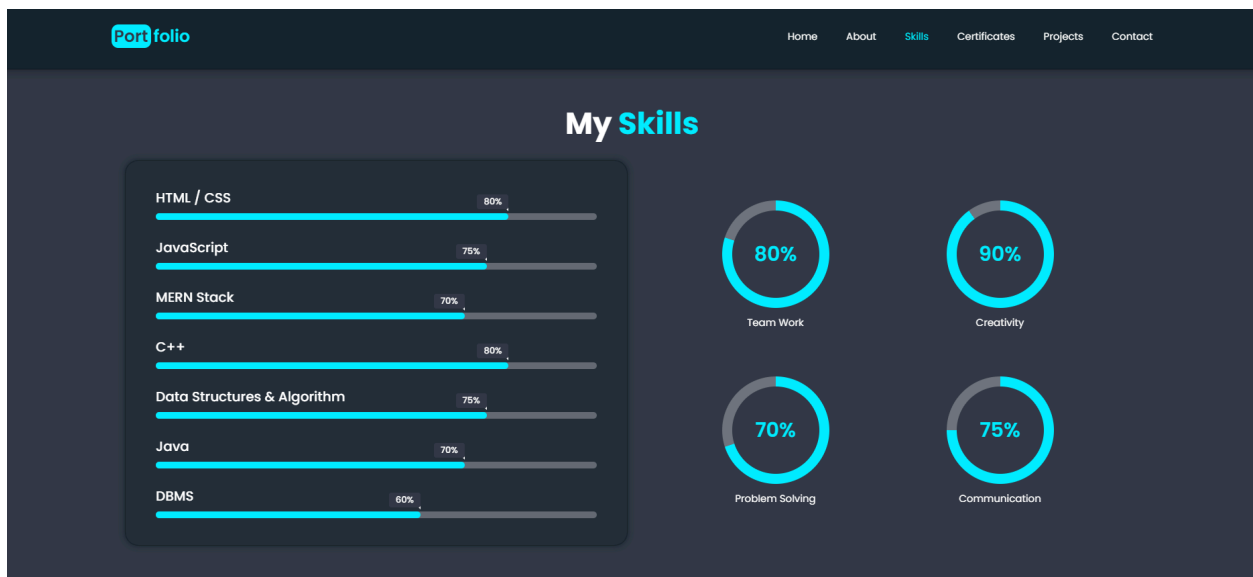 Portfolio
Home About Skills Certificates Projects Contact
My Skills
HTML / CSS 80%
JavaScript 75%
MERN Stack 70%
C++ 80%
Data Structures & Algorithm 75%
Java 70%
DBMS 60%
80%
Team Work
90%
Creativity
70%
Problem Solving
75%
Communication